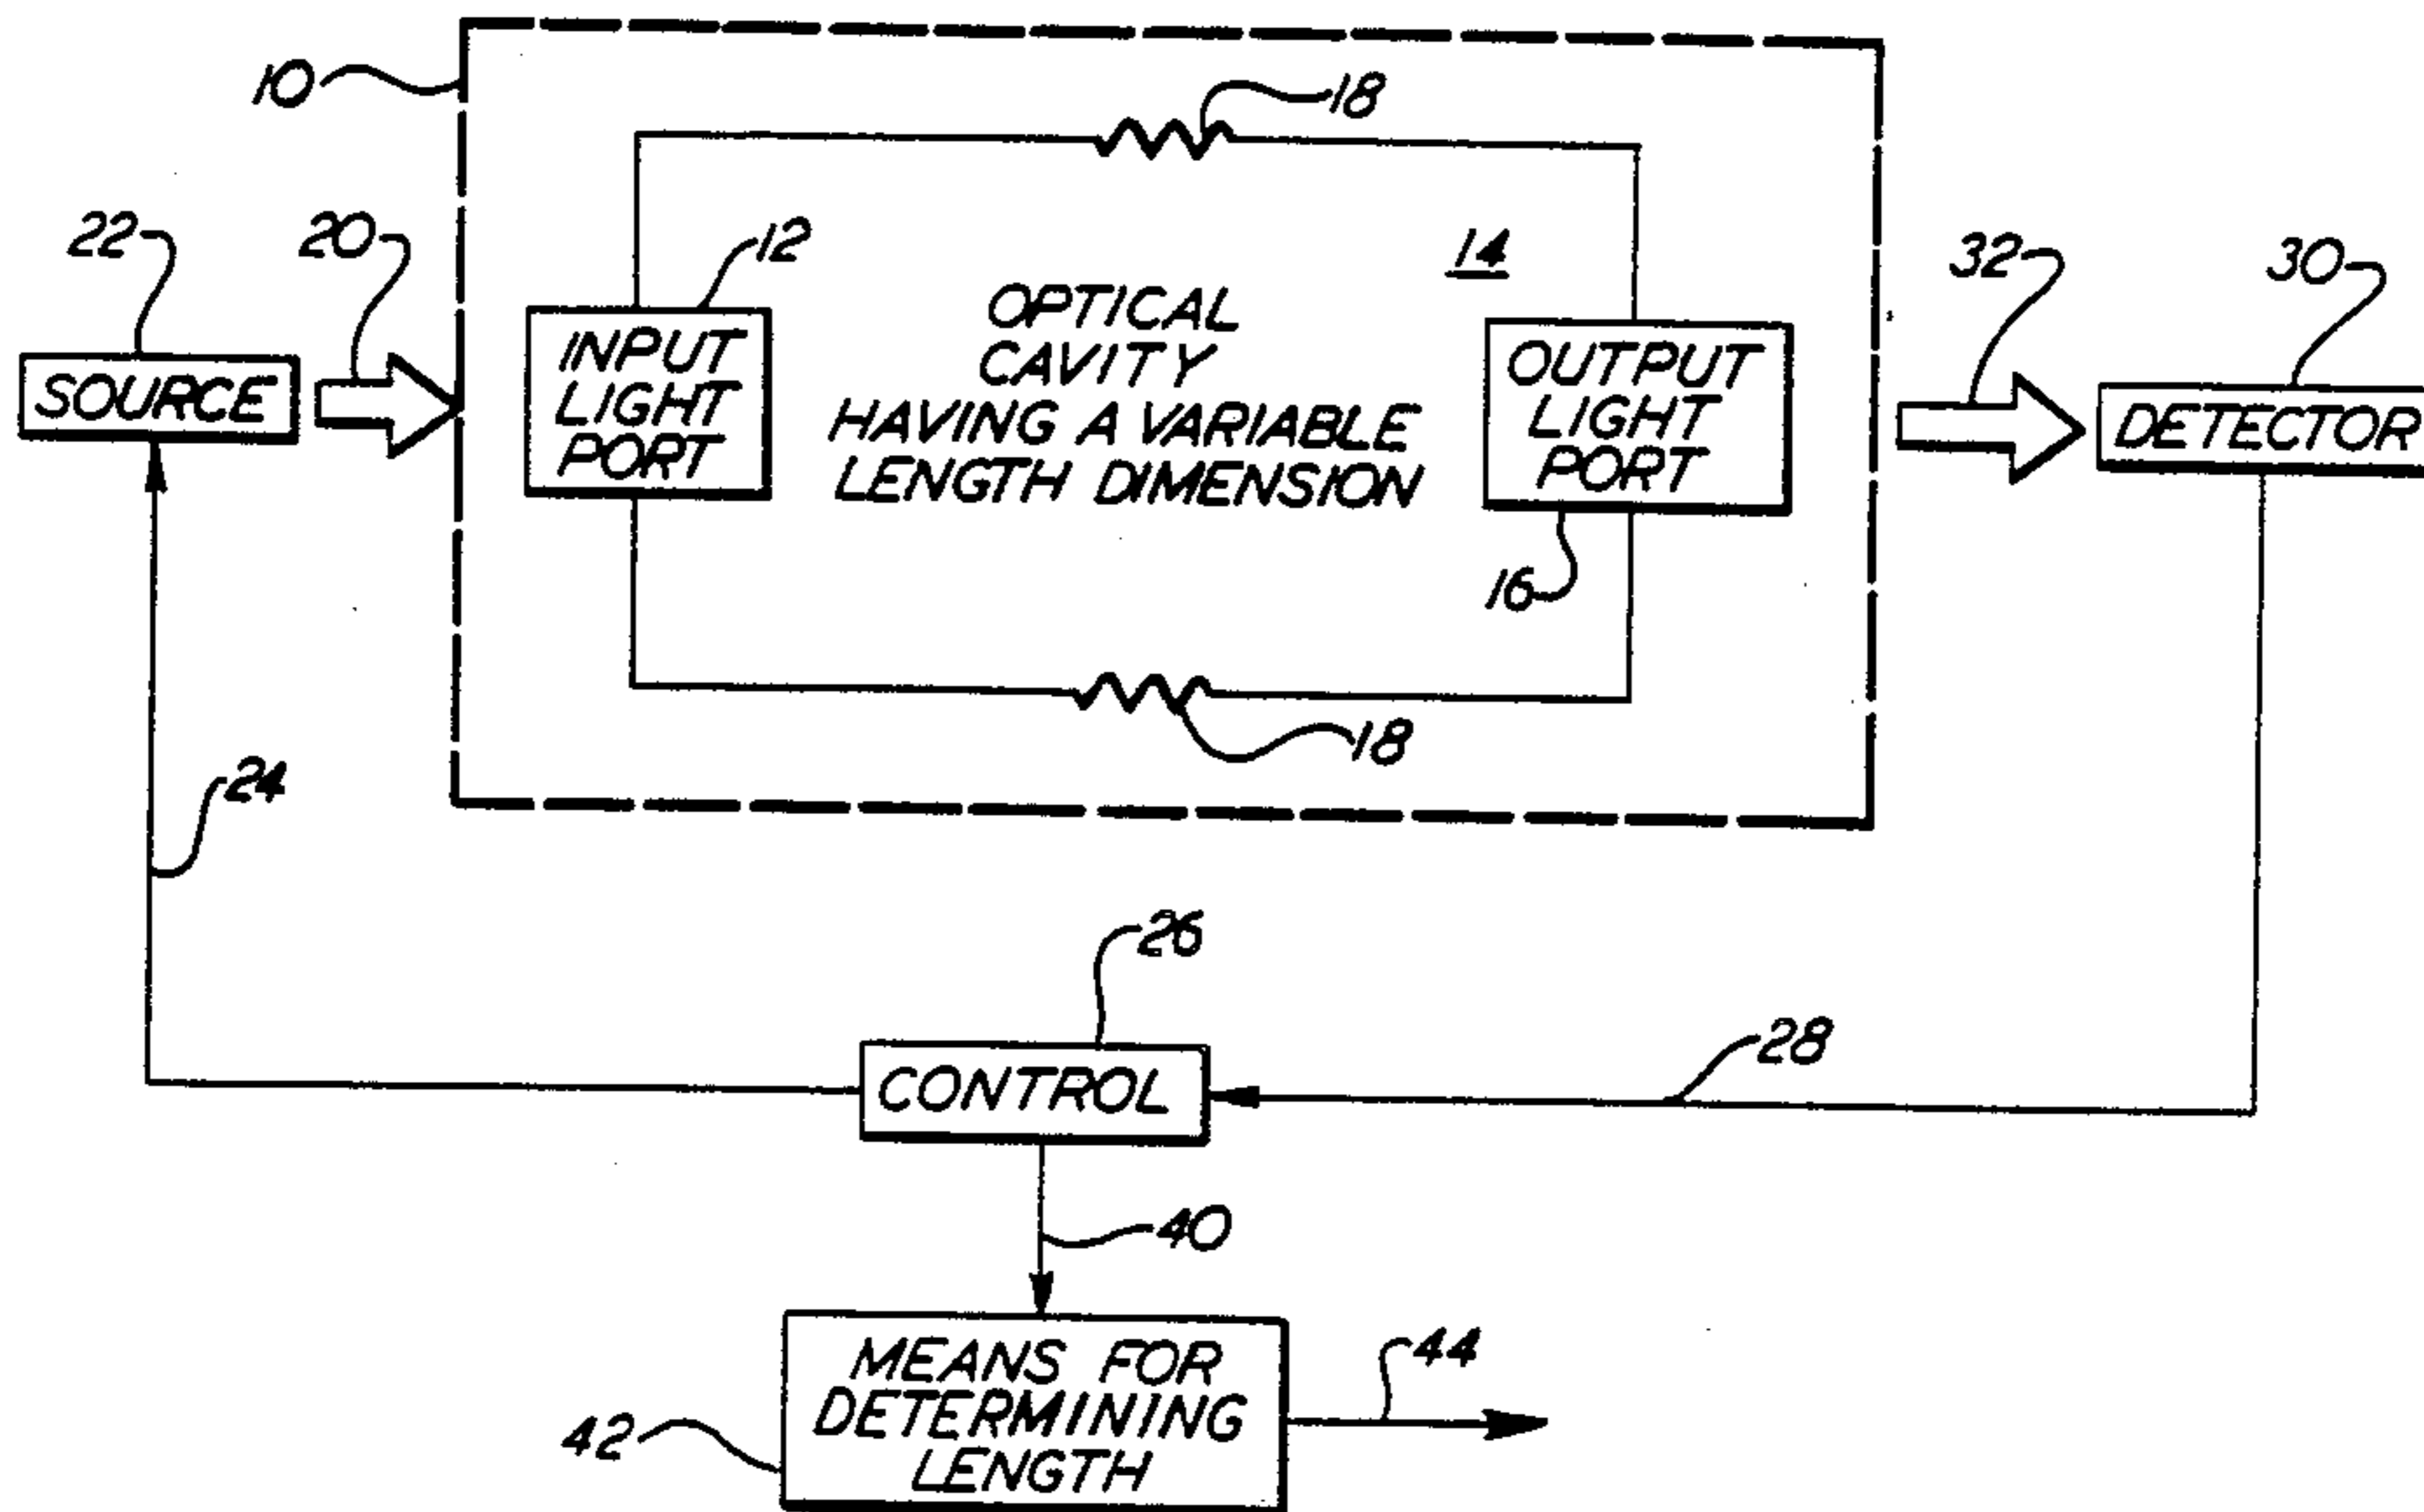 10
18
22
20
12
14
32
30
SOURCE
INPUT
LIGHT
PORT
OPTICAL
CAVITY
HAVING A VARIABLE
LENGTH DIMENSION
OUTPUT
LIGHT
PORT
DETECTOR
16
18
24
26
CONTROL
28
40
MEANS FOR
DETERMINING
LENGTH
44
42